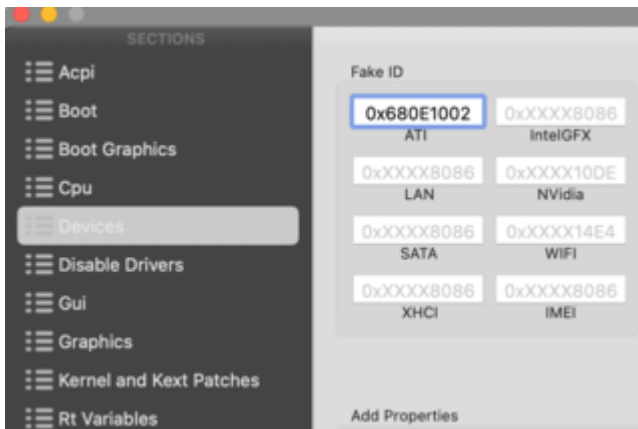 SECTIONS
Acpi
Boot
Boot Graphics
Cpu
Devices
Disable Drivers
Gui
Graphics
Kernel and Kext Patches
Rt Variables
Fake ID
0x680E1002 0xXXXX8086
ATI IntelGFX
0xXXXX8086 0xXXXX10DE
LAN NVidia
0xXXXX8086 0xXXXX14E4
SATA WIFI
0xXXXX8086 0xXXXX8086
XHCI IMEI
Add Properties